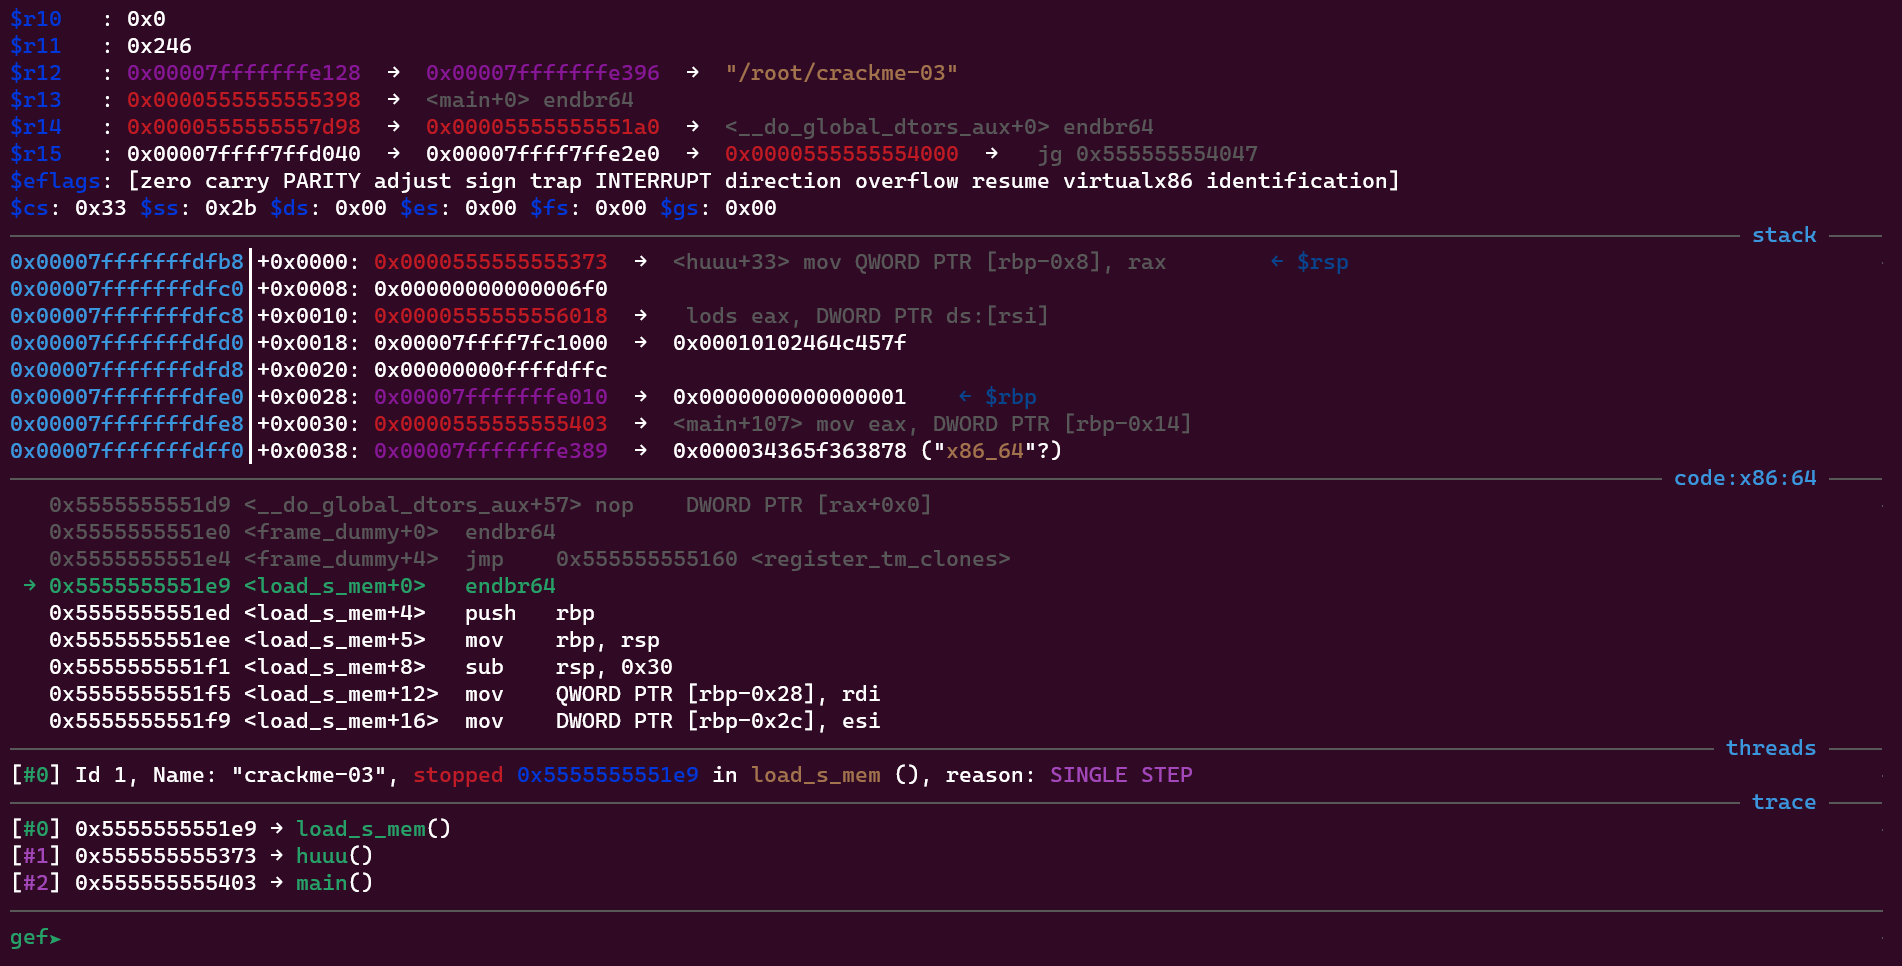 $r10   : 0x0
$r11   : 0x246
$r12   : 0x00007fffffffe128  →  0x00007fffffffe396  →  "/root/crackme-03"
$r13   : 0x0000555555555398  →  <main+0> endbr64
$r14   : 0x0000555555557d98  →  0x00005555555551a0  →  <__do_global_dtors_aux+0> endbr64
$r15   : 0x00007ffff7ffd040  →  0x00007ffff7ffe2e0  →  0x0000555555554000  →   jg 0x555555554047
$eflags: [zero carry PARITY adjust sign trap INTERRUPT direction overflow resume virtualx86 identification]
$cs: 0x33 $ss: 0x2b $ds: 0x00 $es: 0x00 $fs: 0x00 $gs: 0x00
stack
0x00007fffffffdfb8│+0x0000: 0x0000555555555373  →  <huuu+33> mov QWORD PTR [rbp-0x8], rax        ← $rsp
0x00007fffffffdfc0│+0x0008: 0x00000000000006f0
0x00007fffffffdfc8│+0x0010: 0x0000555555556018  →   lods eax, DWORD PTR ds:[rsi]
0x00007fffffffdfd0│+0x0018: 0x00007ffff7fc1000  →  0x00010102464c457f
0x00007fffffffdfd8│+0x0020: 0x00000000ffffdffc
0x00007fffffffdfe0│+0x0028: 0x00007fffffffe010  →  0x0000000000000001    ← $rbp
0x00007fffffffdfe8│+0x0030: 0x0000555555555403  →  <main+107> mov eax, DWORD PTR [rbp-0x14]
0x00007fffffffdff0│+0x0038: 0x00007fffffffe389  →  0x000034365f363878 ("x86_64"?)
code:x86:64
0x5555555551d9 <__do_global_dtors_aux+57> nop    DWORD PTR [rax+0x0]
0x5555555551e0 <frame_dummy+0>  endbr64
0x5555555551e4 <frame_dummy+4>  jmp    0x555555555160 <register_tm_clones>
→ 0x5555555551e9 <load_s_mem+0>   endbr64
0x5555555551ed <load_s_mem+4>   push   rbp
0x5555555551ee <load_s_mem+5>   mov    rbp, rsp
0x5555555551f1 <load_s_mem+8>   sub    rsp, 0x30
0x5555555551f5 <load_s_mem+12>  mov    QWORD PTR [rbp-0x28], rdi
0x5555555551f9 <load_s_mem+16>  mov    DWORD PTR [rbp-0x2c], esi
threads
[#0] Id 1, Name: "crackme-03", stopped 0x5555555551e9 in load_s_mem (), reason: SINGLE STEP
trace
[#0] 0x5555555551e9 → load_s_mem()
[#1] 0x555555555373 → huuu()
[#2] 0x555555555403 → main()
gef➤